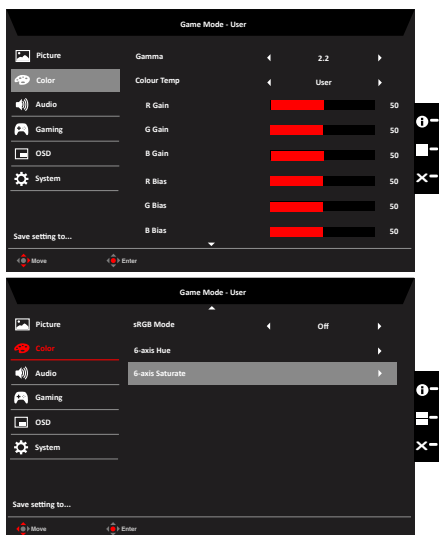 Game Mode - User
Picture
Gamma 2.2
Color
Colour Temp User
Audio
R Gain 50
Gaming
G Gain 50
OSD
B Gain 50
System
R Bias 50
G Bias 50
B Bias 50
Save setting to...
Move Enter
Game Mode - User
Picture
sRGB Mode Off
Color
6-axis Hue
Audio
6-axis Saturate
Gaming
OSD
System
Save setting to...
Move Enter